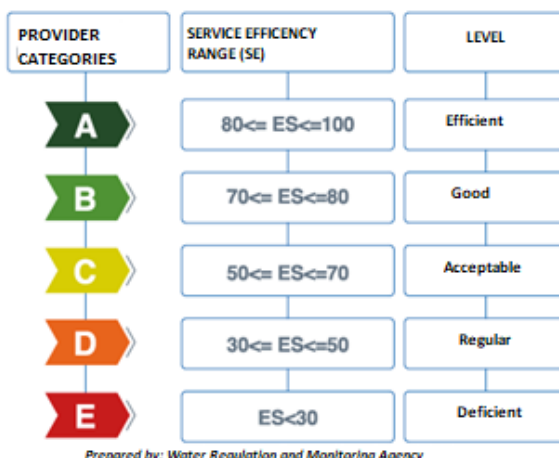 PROVIDER
CATEGORIES
SERVICE EFFICENCY
RANGE (SE)
LEVEL
A
80<= ES<=100
Efficient
B
70<= ES<=80
Good
C
50<= ES<=70
Acceptable
D
30<= ES<=50
Regular
E
ES<30
Deficient
Prepared by: Water Regulation and Monitoring Agency